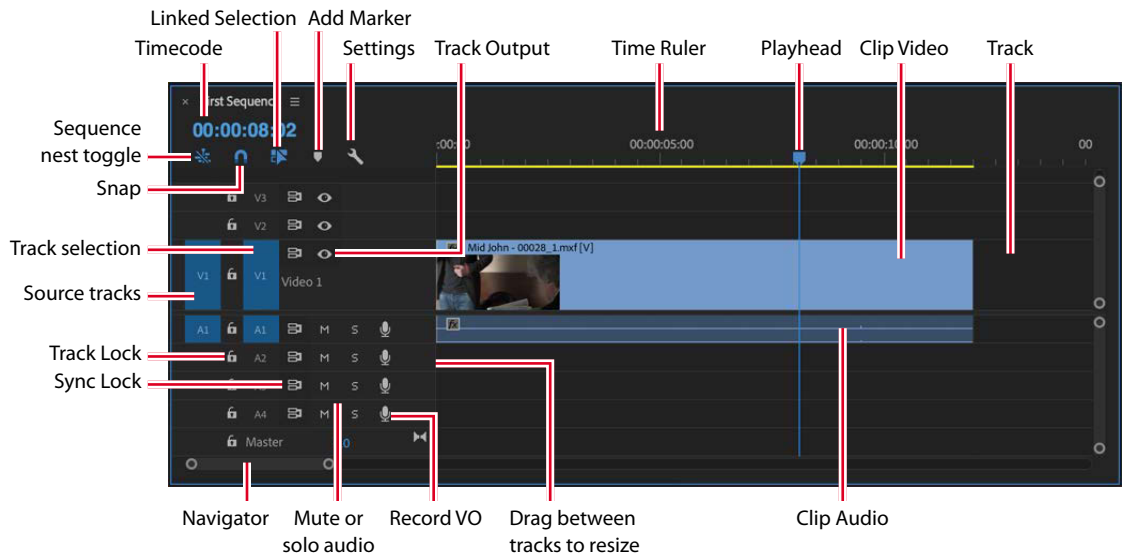 Linked Selection Add Marker
Timecode Settings Track Output Time Ruler Playhead Clip Video Track
× First Sequence
00:00:08:02
Sequence
nest toggle
:00:00 00:00:05:00 00:00:10:00 00
Snap
V3
V2
Track selection
Mid John - 00028_1.mxf [V]
V1 V1 Video 1
Source tracks
fx
A1 A1 M S
Track Lock
A2 M S
Sync Lock
M S
A4 M S
Master
Navigator Mute or Record VO Drag between Clip Audio
solo audio tracks to resize